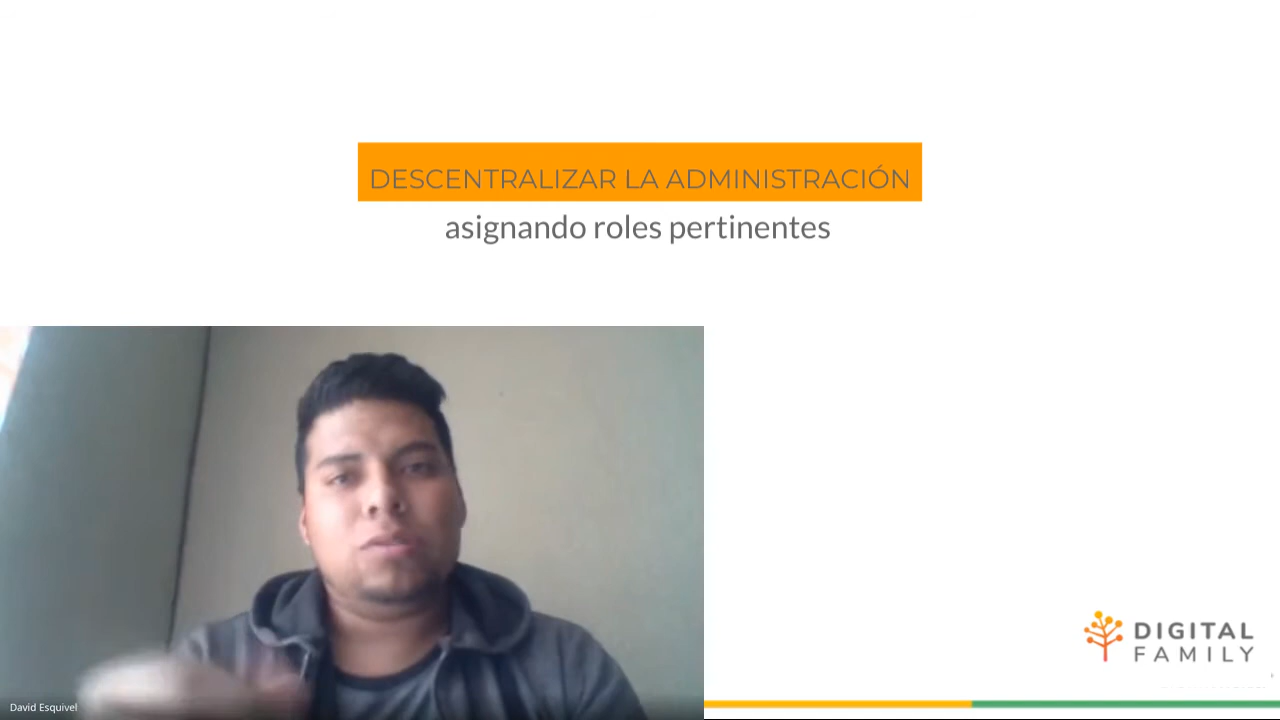 DESCENTRALIZAR LA ADMINISTRACIÓN
asignando roles pertinentes
DIGITAL
FAMILY
David Esquivel